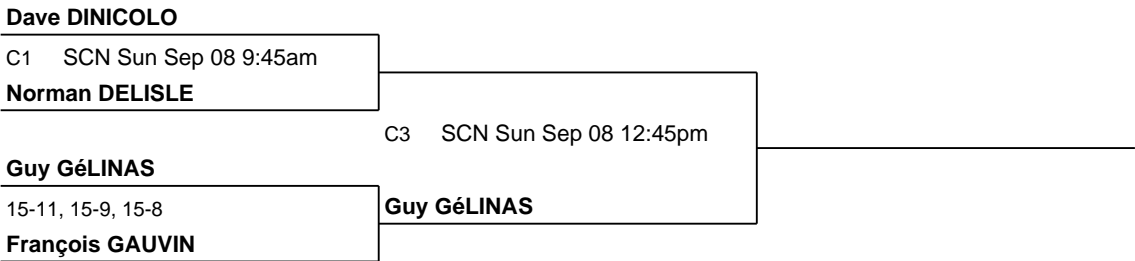 Dave DINICOLO
C1 SCN Sun Sep 08 9:45am
Norman DELISLE
C3 SCN Sun Sep 08 12:45pm
Guy GéLINAS
15-11, 15-9, 15-8
Guy GéLINAS
François GAUVIN